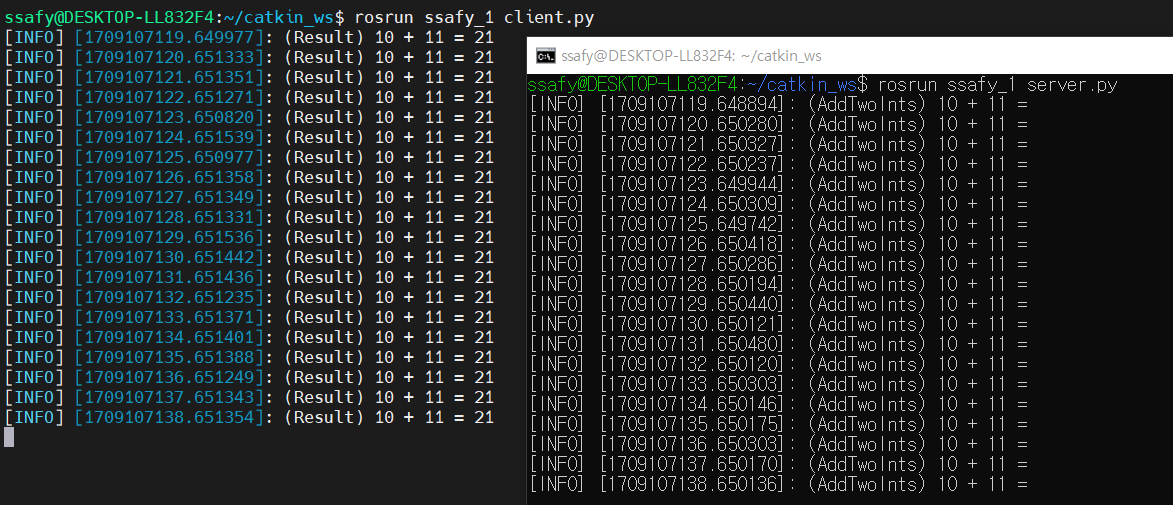 ssafy@DESKTOP-LL832F4:~/catkin_ws$ rosrun ssafy_1 client.py
[INFO] [1709107119.649977]: (Result) 10 + 11 = 21
[INFO] [1709107120.651333]: (Result) 10 + 11 = 21
[INFO] [1709107121.651351]: (Result) 10 + 11 = 21
[INFO] [1709107122.651271]: (Result) 10 + 11 = 21
[INFO] [1709107123.650820]: (Result) 10 + 11 = 21
[INFO] [1709107124.651539]: (Result) 10 + 11 = 21
[INFO] [1709107125.650977]: (Result) 10 + 11 = 21
[INFO] [1709107126.651358]: (Result) 10 + 11 = 21
[INFO] [1709107127.651349]: (Result) 10 + 11 = 21
[INFO] [1709107128.651331]: (Result) 10 + 11 = 21
[INFO] [1709107129.651536]: (Result) 10 + 11 = 21
[INFO] [1709107130.651442]: (Result) 10 + 11 = 21
[INFO] [1709107131.651436]: (Result) 10 + 11 = 21
[INFO] [1709107132.651235]: (Result) 10 + 11 = 21
[INFO] [1709107133.651371]: (Result) 10 + 11 = 21
[INFO] [1709107134.651401]: (Result) 10 + 11 = 21
[INFO] [1709107135.651388]: (Result) 10 + 11 = 21
[INFO] [1709107136.651249]: (Result) 10 + 11 = 21
[INFO] [1709107137.651343]: (Result) 10 + 11 = 21
[INFO] [1709107138.651354]: (Result) 10 + 11 = 21
ssafy@DESKTOP-LL832F4: ~/catkin_ws
ssafy@DESKTOP-LL832F4:~/catkin_ws$ rosrun ssafy_1 server.py
[INFO] [1709107119.648894]: (AddTwoInts) 10 + 11 =
[INFO] [1709107120.650280]: (AddTwoInts) 10 + 11 =
[INFO] [1709107121.650327]: (AddTwoInts) 10 + 11 =
[INFO] [1709107122.650237]: (AddTwoInts) 10 + 11 =
[INFO] [1709107123.649944]: (AddTwoInts) 10 + 11 =
[INFO] [1709107124.650309]: (AddTwoInts) 10 + 11 =
[INFO] [1709107125.649742]: (AddTwoInts) 10 + 11 =
[INFO] [1709107126.650418]: (AddTwoInts) 10 + 11 =
[INFO] [1709107127.650286]: (AddTwoInts) 10 + 11 =
[INFO] [1709107128.650194]: (AddTwoInts) 10 + 11 =
[INFO] [1709107129.650440]: (AddTwoInts) 10 + 11 =
[INFO] [1709107130.650121]: (AddTwoInts) 10 + 11 =
[INFO] [1709107131.650480]: (AddTwoInts) 10 + 11 =
[INFO] [1709107132.650120]: (AddTwoInts) 10 + 11 =
[INFO] [1709107133.650303]: (AddTwoInts) 10 + 11 =
[INFO] [1709107134.650146]: (AddTwoInts) 10 + 11 =
[INFO] [1709107135.650175]: (AddTwoInts) 10 + 11 =
[INFO] [1709107136.650303]: (AddTwoInts) 10 + 11 =
[INFO] [1709107137.650170]: (AddTwoInts) 10 + 11 =
[INFO] [1709107138.650136]: (AddTwoInts) 10 + 11 =